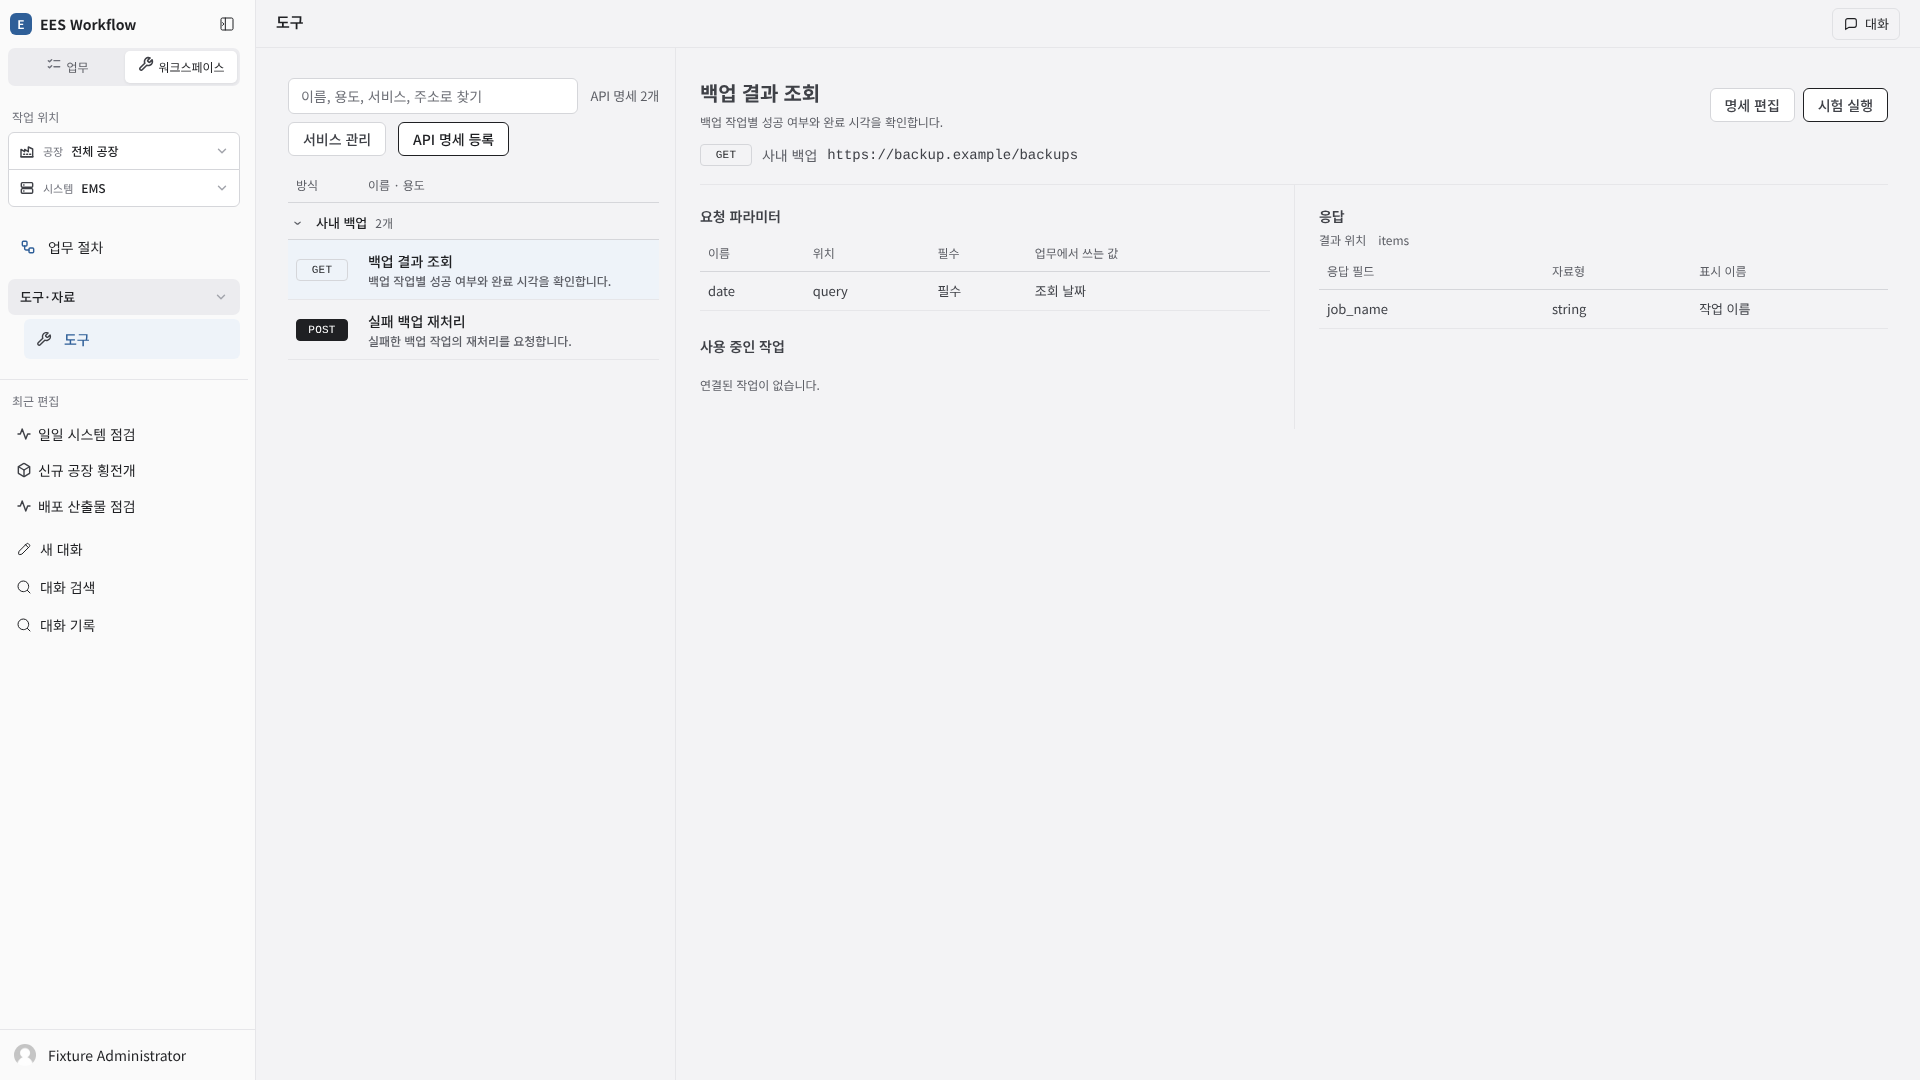 E EES Workflow
업무
워크스페이스
작업 위치
공장 전체 공장
시스템 EMS
업무 절차
도구·자료
도구
최근 편집
일일 시스템 점검
신규 공장 횡전개
배포 산출물 점검
새 대화
대화 검색
대화 기록
Fixture Administrator
도구
대화
이름, 용도, 서비스, 주소로 찾기
API 명세 2개
서비스 관리
API 명세 등록
방식 이름 · 용도
사내 백업 2개
GET 백업 결과 조회
백업 작업별 성공 여부와 완료 시각을 확인합니다.
POST 실패 백업 재처리
실패한 백업 작업의 재처리를 요청합니다.
백업 결과 조회
백업 작업별 성공 여부와 완료 시각을 확인합니다.
GET 사내 백업 https://backup.example/backups
명세 편집
시험 실행
요청 파라미터
이름 위치 필수 업무에서 쓰는 값
date query 필수 조회 날짜
사용 중인 작업
연결된 작업이 없습니다.
응답
결과 위치 items
응답 필드 자료형 표시 이름
job_name string 작업 이름